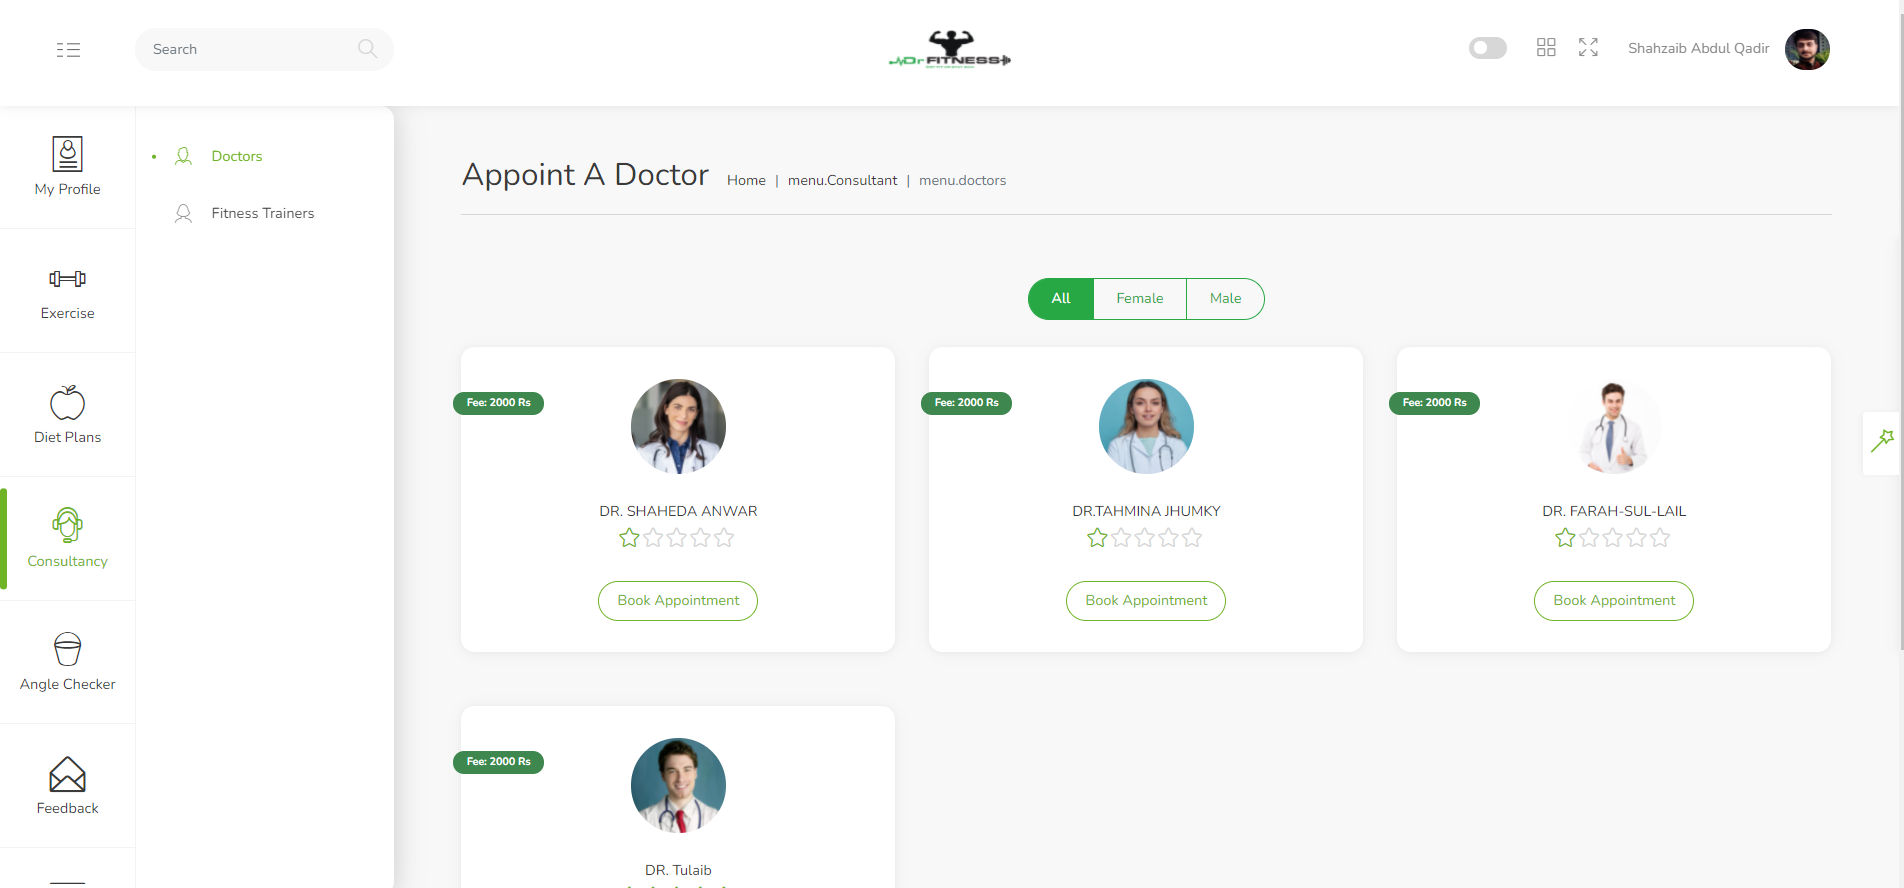 Search
Dr FITNESS
Shahzaib Abdul Qadir
My Profile
Exercise
Diet Plans
Consultancy
Angle Checker
Feedback
Doctors
Fitness Trainers
Appoint A Doctor
Home | menu.Consultant | menu.doctors
All
Female
Male
Fee: 2000 Rs
DR. SHAHEDA ANWAR
Book Appointment
Fee: 2000 Rs
DR.TAHMINA JHUMKY
Book Appointment
Fee: 2000 Rs
DR. FARAH-SUL-LAIL
Book Appointment
Fee: 2000 Rs
DR. Tulaib